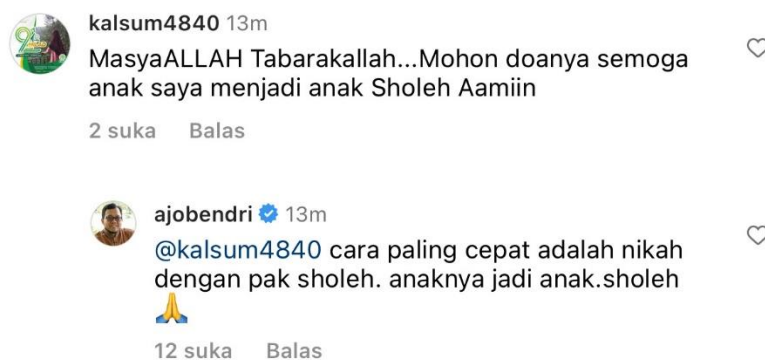 kalsum4840 13m
MasyaALLAH Tabarakallah...Mohon doanya semoga
anak saya menjadi anak Sholeh Aamiin
2 suka Balas
ajobendri 13m
@kalsum4840 cara paling cepat adalah nikah
dengan pak sholeh. anaknya jadi anak.sholeh
🙏
12 suka Balas